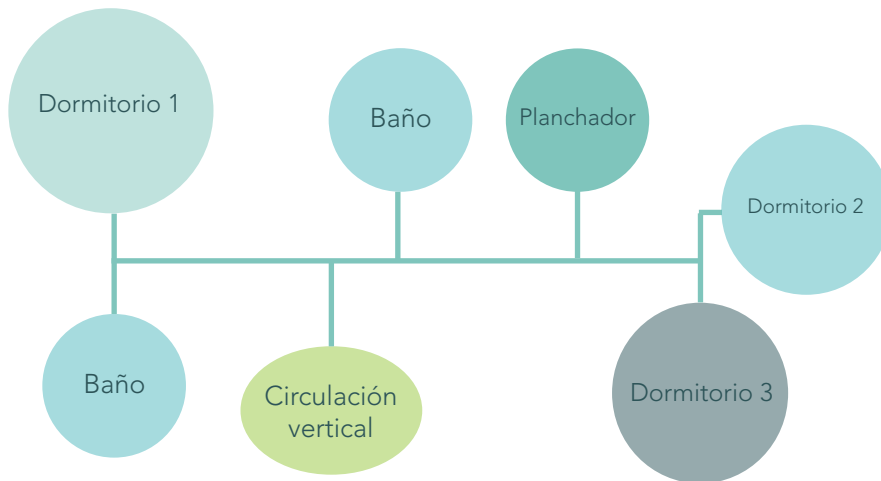 Dormitorio 1
Baño
Planchador
Dormitorio 2
Baño
Circulación
vertical
Dormitorio 3